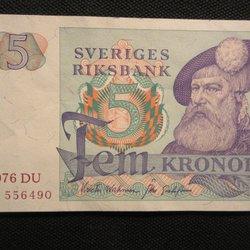 5
SVERIGES
RIKSBANK
5
Fem KRONOR
976 DU
556490